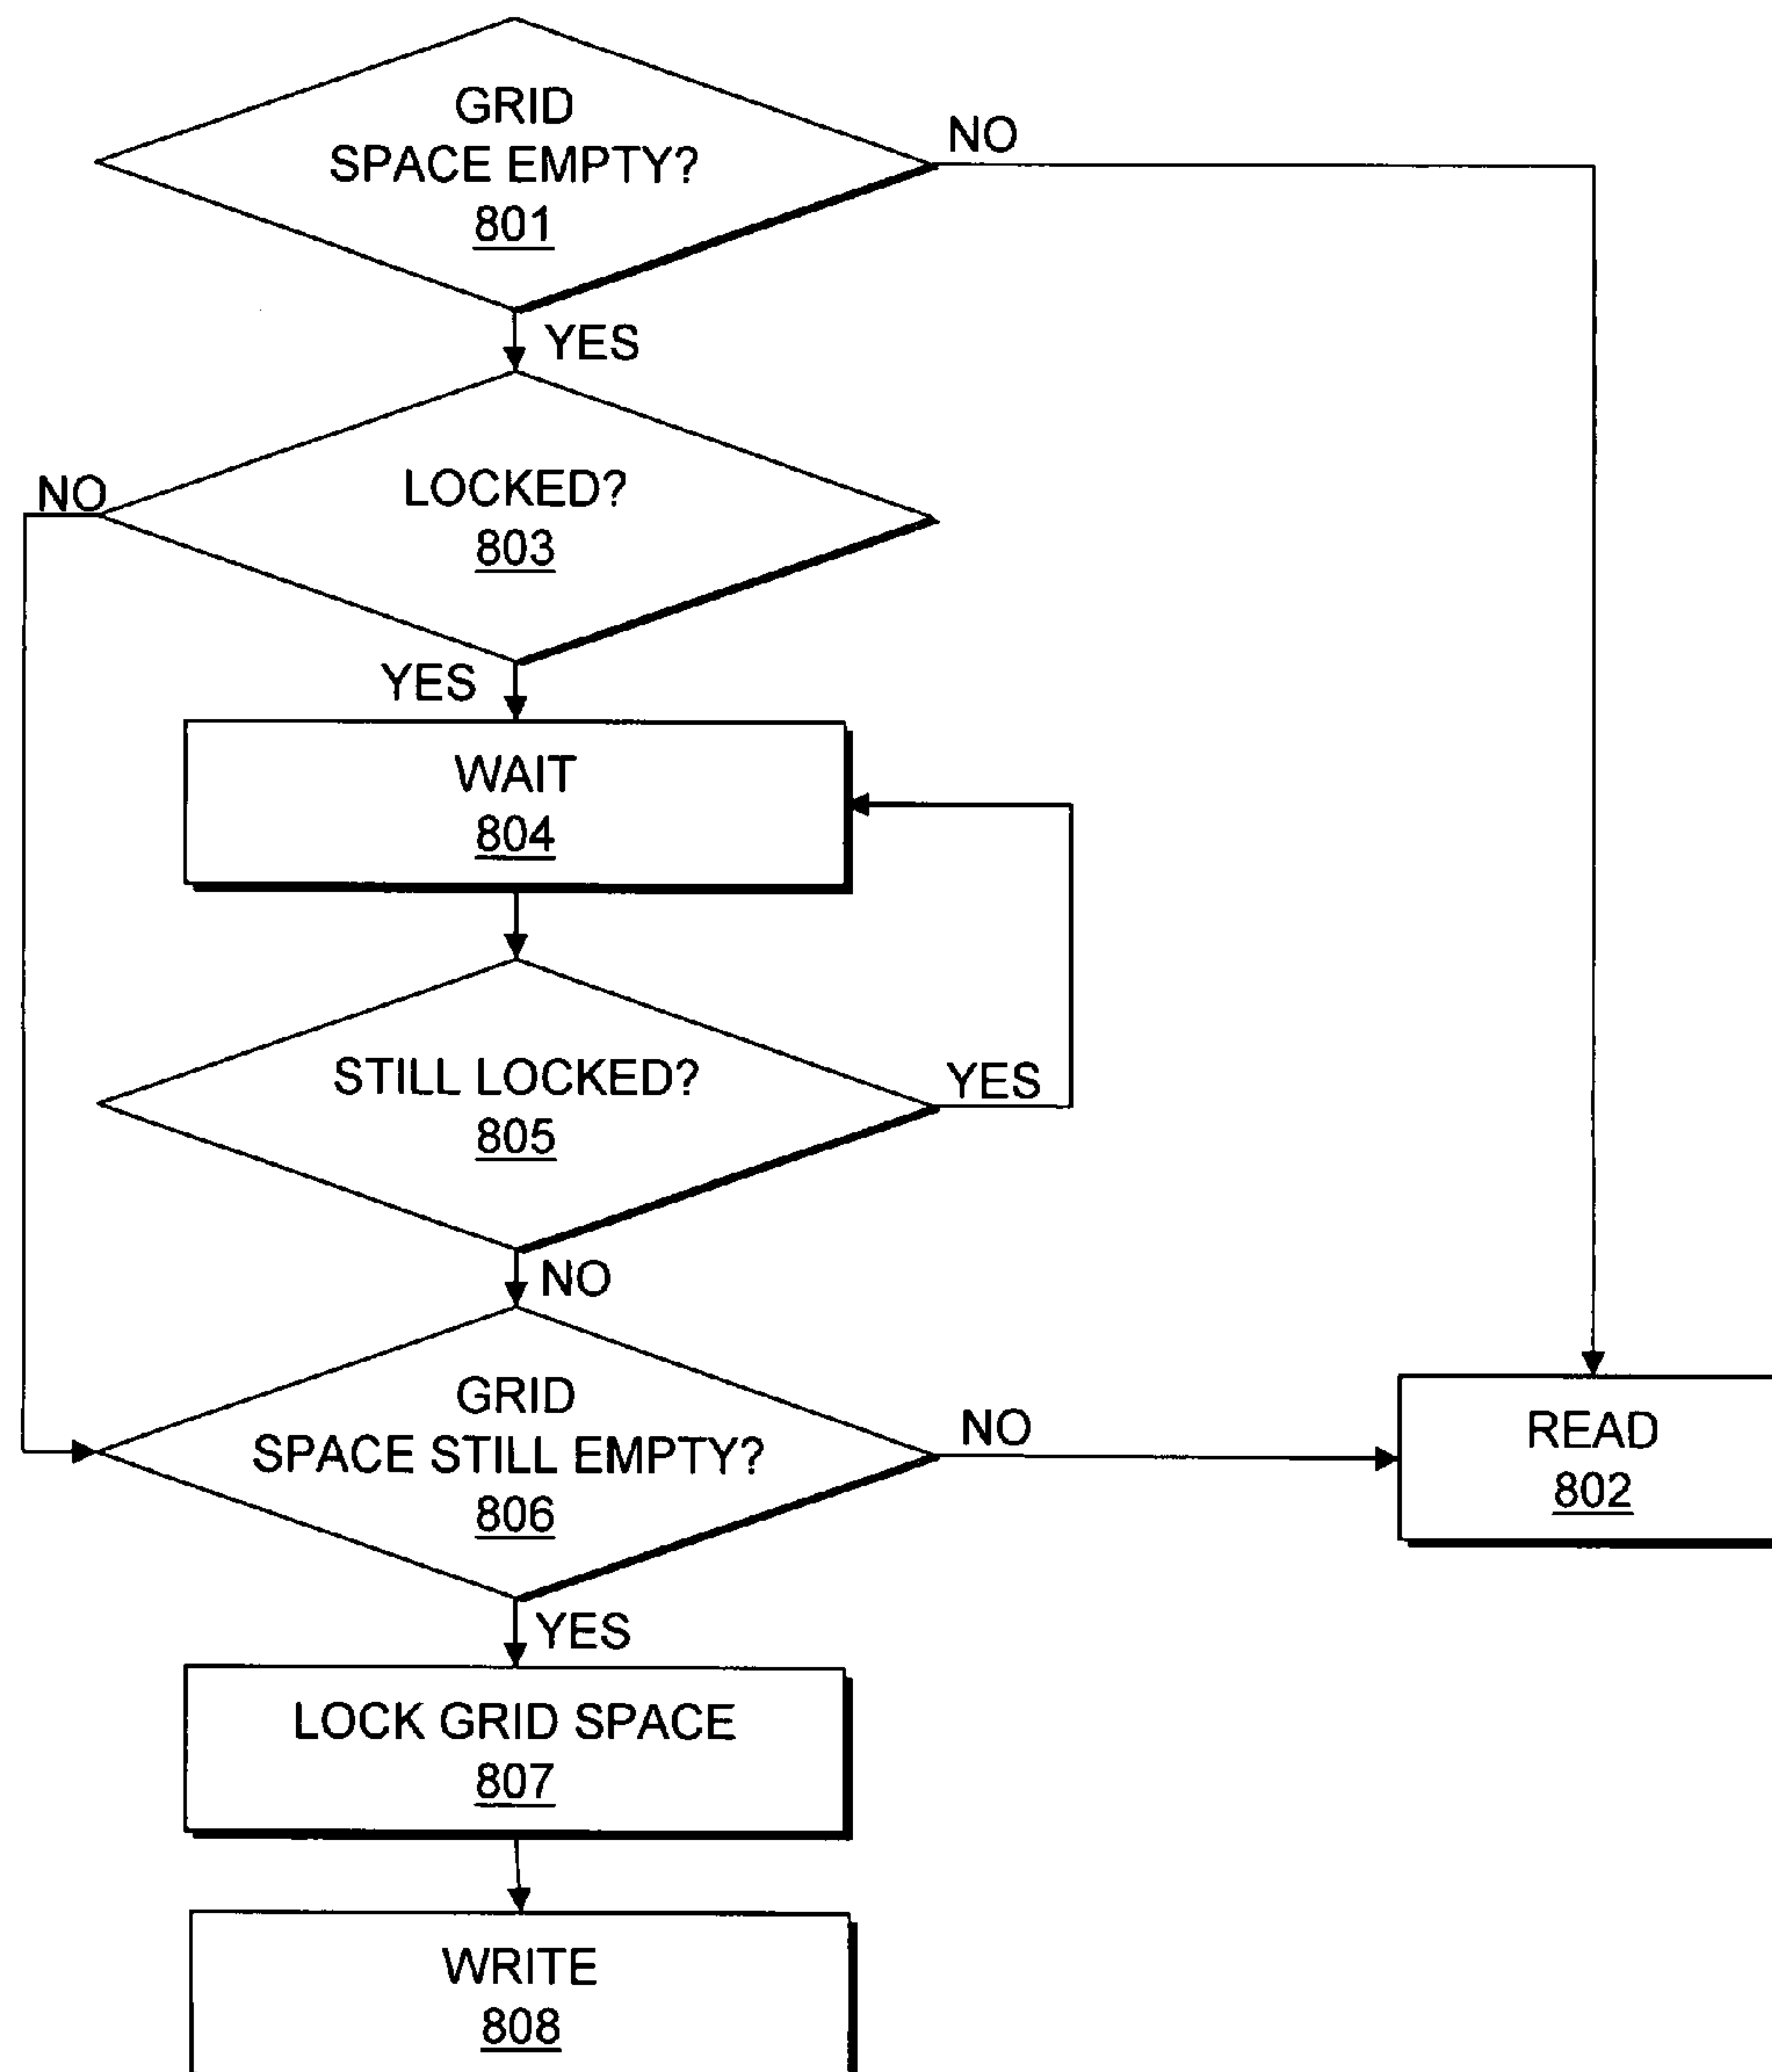 GRID
SPACE EMPTY?
801
NO
YES
LOCKED?
803
NO
YES
WAIT
804
STILL LOCKED?
805
YES
NO
GRID
SPACE STILL EMPTY?
806
NO
READ
802
YES
LOCK GRID SPACE
807
WRITE
808